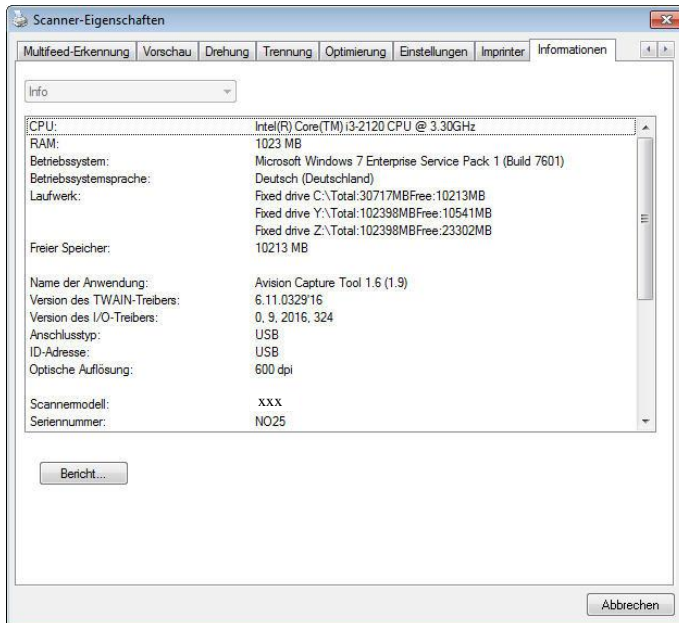 Scanner-Eigenschaften
Multifeed-Erkennung Vorschau Drehung Trennung Optimierung Einstellungen Imprinter Informationen
Info
CPU: Intel(R) Core(TM) i3-2120 CPU @ 3.30GHz
RAM: 1023 MB
Betriebssystem: Microsoft Windows 7 Enterprise Service Pack 1 (Build 7601)
Betriebssystemsprache: Deutsch (Deutschland)
Laufwerk: Fixed drive C:\Total:30717MBFree:10213MB
Fixed drive Y:\Total:102398MBFree:10541MB
Fixed drive Z:\Total:102398MBFree:23302MB
Freier Speicher: 10213 MB
Name der Anwendung: Avision Capture Tool 1.6 (1.9)
Version des TWAIN-Treibers: 6.11.0329'16
Version des I/O-Treibers: 0, 9, 2016, 324
Anschlusstyp: USB
ID-Adresse: USB
Optische Auflösung: 600 dpi
Scannermodell: xxx
Seriennummer: NO25
Bericht...
Abbrechen